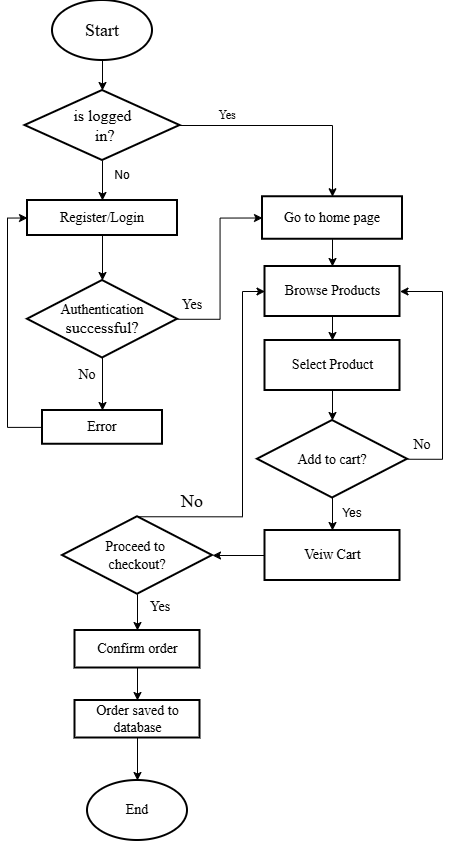 Start
is logged
in?
Yes
No
Register/Login
Go to home page
Authentication
successful?
Yes
Browse Products
No
Select Product
Error
Add to cart?
No
Yes
No
Proceed to
checkout?
Veiw Cart
Yes
Confirm order
Order saved to
database
End